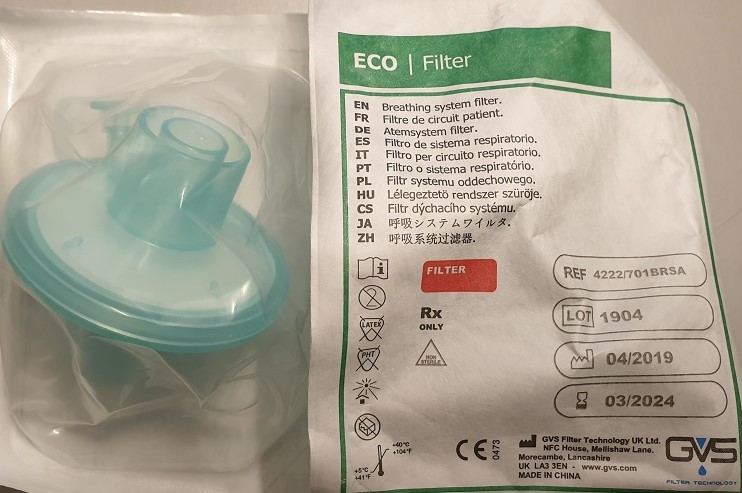 ECO | Filter
EN Breathing system filter.
FR Filtre de circuit patient.
DE Atemsystem filter.
ES Filtro de sistema respiratorio.
IT Filtro per circuito respiratorio.
PT Filtro o sistema respiratório.
PL Filtr systemu oddechowego.
HU Lélegeztető rendszer szűrője.
CS Filtr dýchacího systému.
JA 呼吸システムワイルタ.
ZH 呼吸系统过滤器.
FILTER
REF 4222/701BRSA
LATEX
Rx
ONLY
LOT 1904
PHT
NON
STERILE
04/2019
03/2024
+40°C
+104°F
+5°C
+41°F
CE 0473
GVS Filter Technology UK Ltd.
NFC House, Mellishaw Lane.
Morecambe, Lancashire
UK LA3 3EN - www.gvs.com
MADE IN CHINA
GVS
FILTER TECHNOLOGY